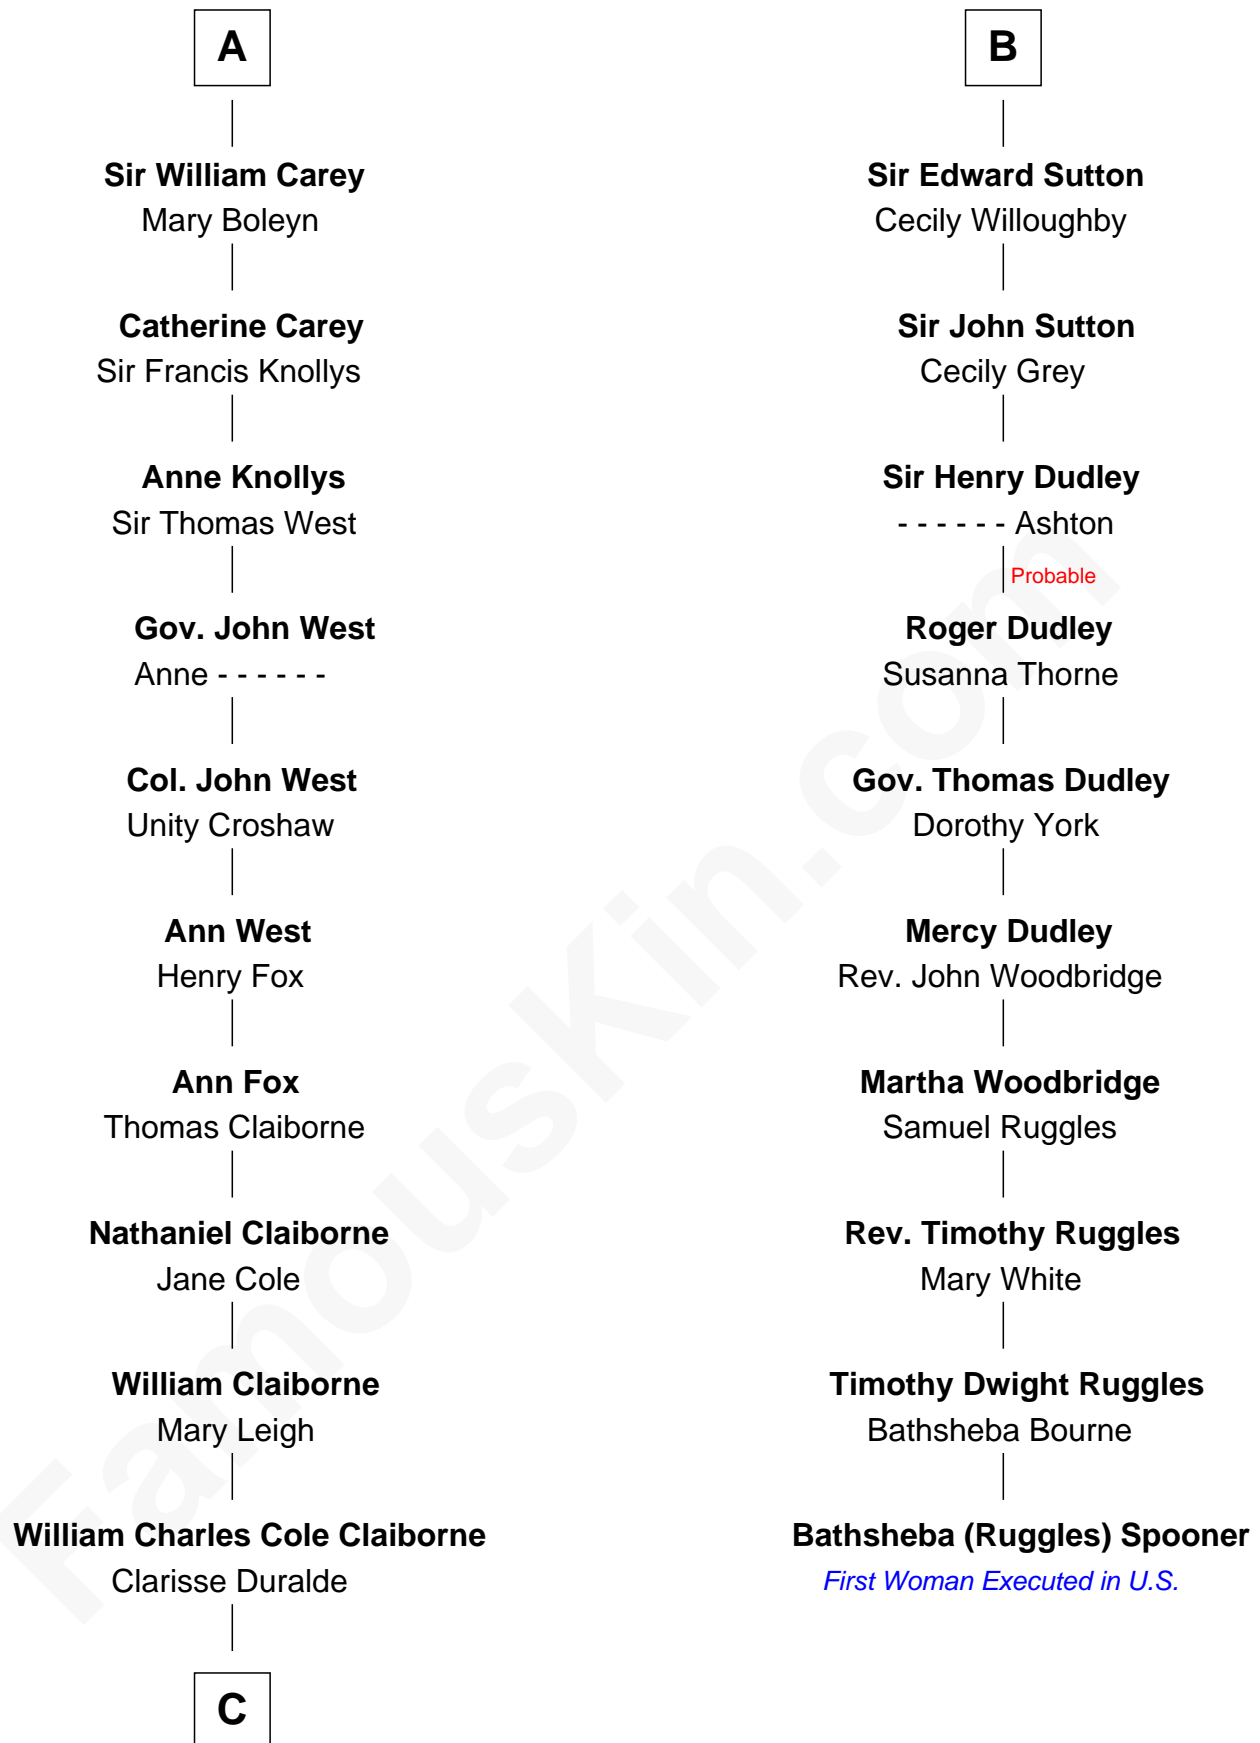 A
Sir William Carey
Mary Boleyn
Catherine Carey
Sir Francis Knollys
Anne Knollys
Sir Thomas West
Gov. John West
Anne - - - - - -
Col. John West
Unity Croshaw
Ann West
Henry Fox
Ann Fox
Thomas Claiborne
Nathaniel Claiborne
Jane Cole
William Claiborne
Mary Leigh
William Charles Cole Claiborne
Clarisse Duralde
C
B
Sir Edward Sutton
Cecily Willoughby
Sir John Sutton
Cecily Grey
Sir Henry Dudley
- - - - - - Ashton
Probable
Roger Dudley
Susanna Thorne
Gov. Thomas Dudley
Dorothy York
Mercy Dudley
Rev. John Woodbridge
Martha Woodbridge
Samuel Ruggles
Rev. Timothy Ruggles
Mary White
Timothy Dwight Ruggles
Bathsheba Bourne
Bathsheba (Ruggles) Spooner
First Woman Executed in U.S.
FamousKin.com